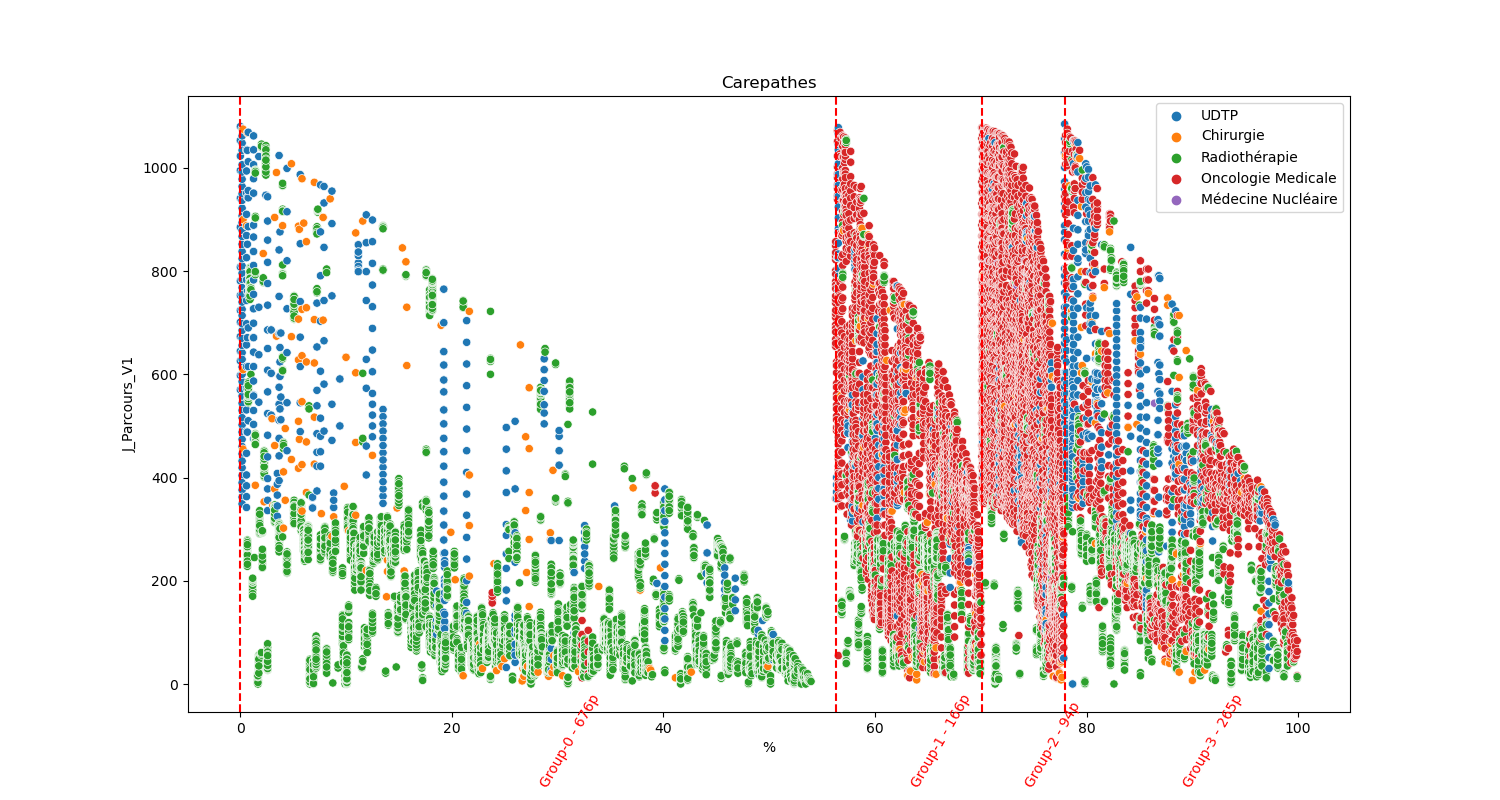 Carepathes
UDTP
Chirurgie
Radiothérapie
Oncologie Medicale
Médecine Nucléaire
J_Parcours_V1
1000
800
600
400
200
0
0 20 40 60 80 100
%
Group-0 - 676p
Group-1 - 166p
Group-2 - 94p
Group-3 - 265p